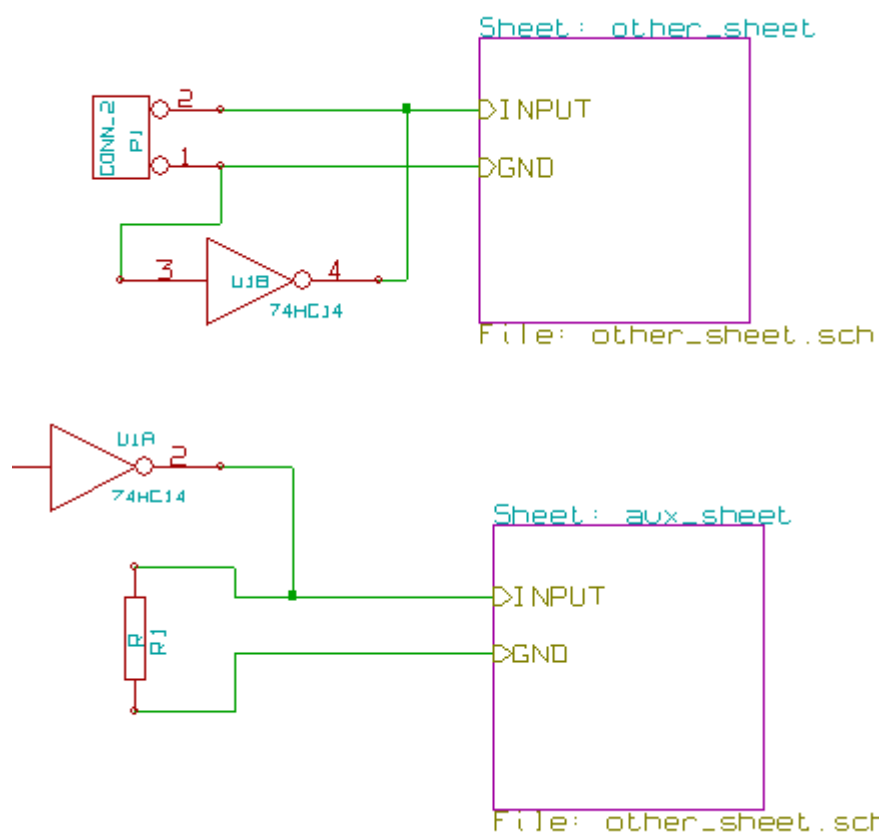 Sheet: other_sheet
2
INPUT
CONN_2
P1
1
GND
3
U1B
4
74HC14
File: other_sheet.sch
U1A
2
74HC14
Sheet: aux_sheet
INPUT
R
R1
GND
File: other_sheet.sch